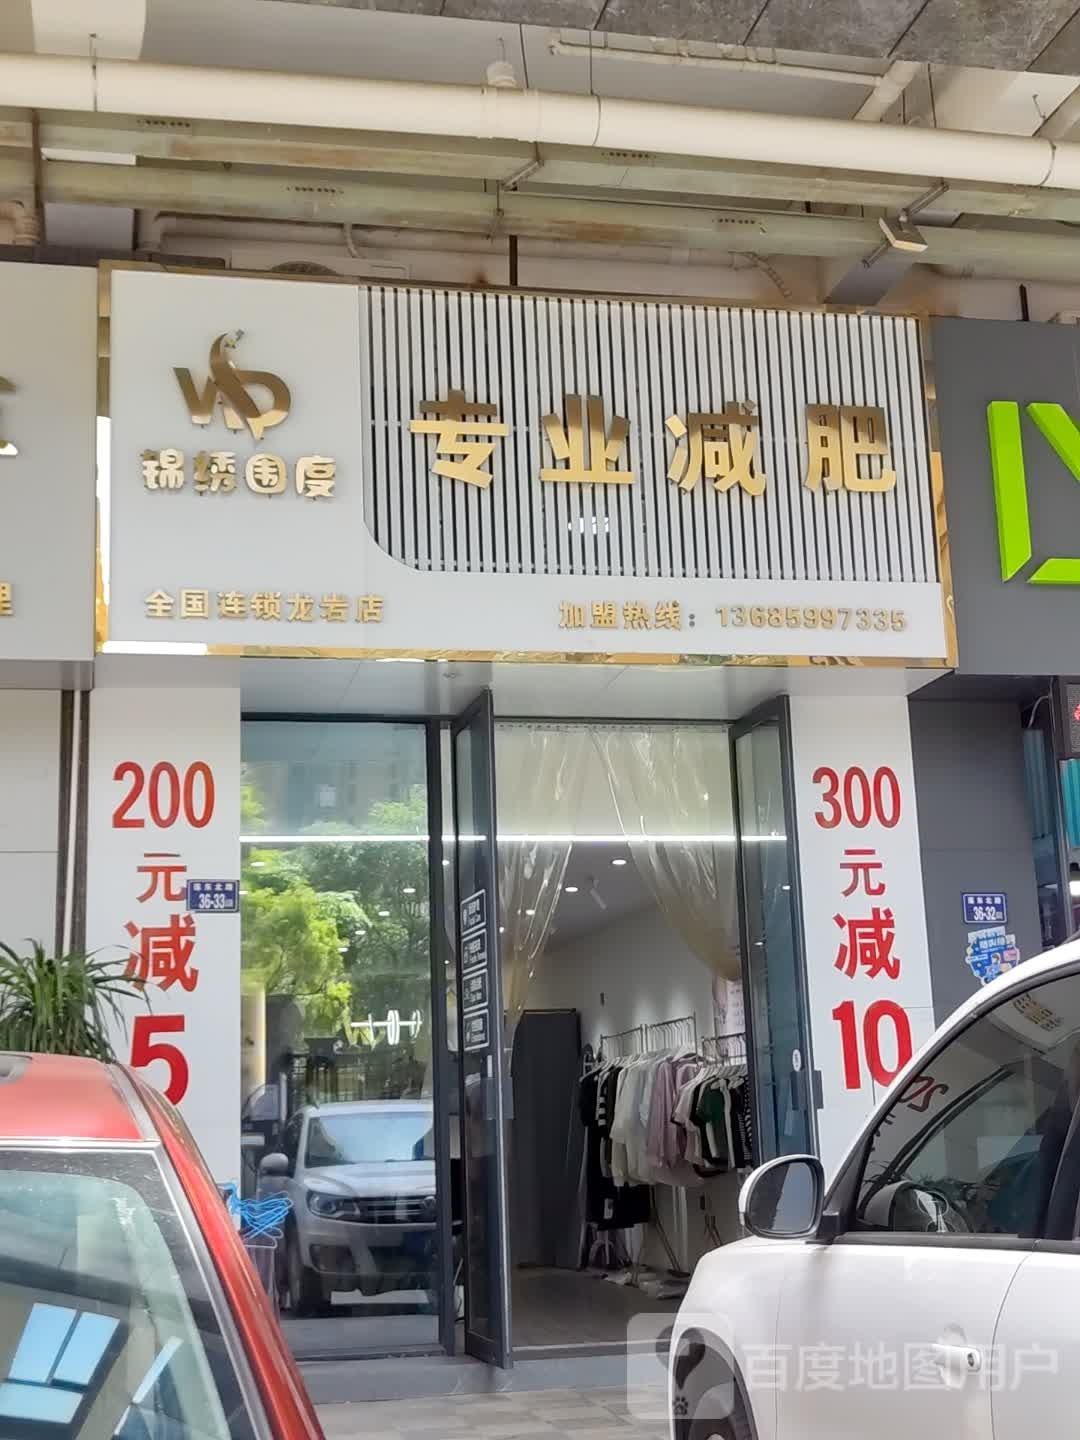 锦绣围度
专业减肥
全国连锁龙岩店
加盟热线：13685997335
200
元
减
5
300
元
减
10
36-33
36-32
百度地图用户